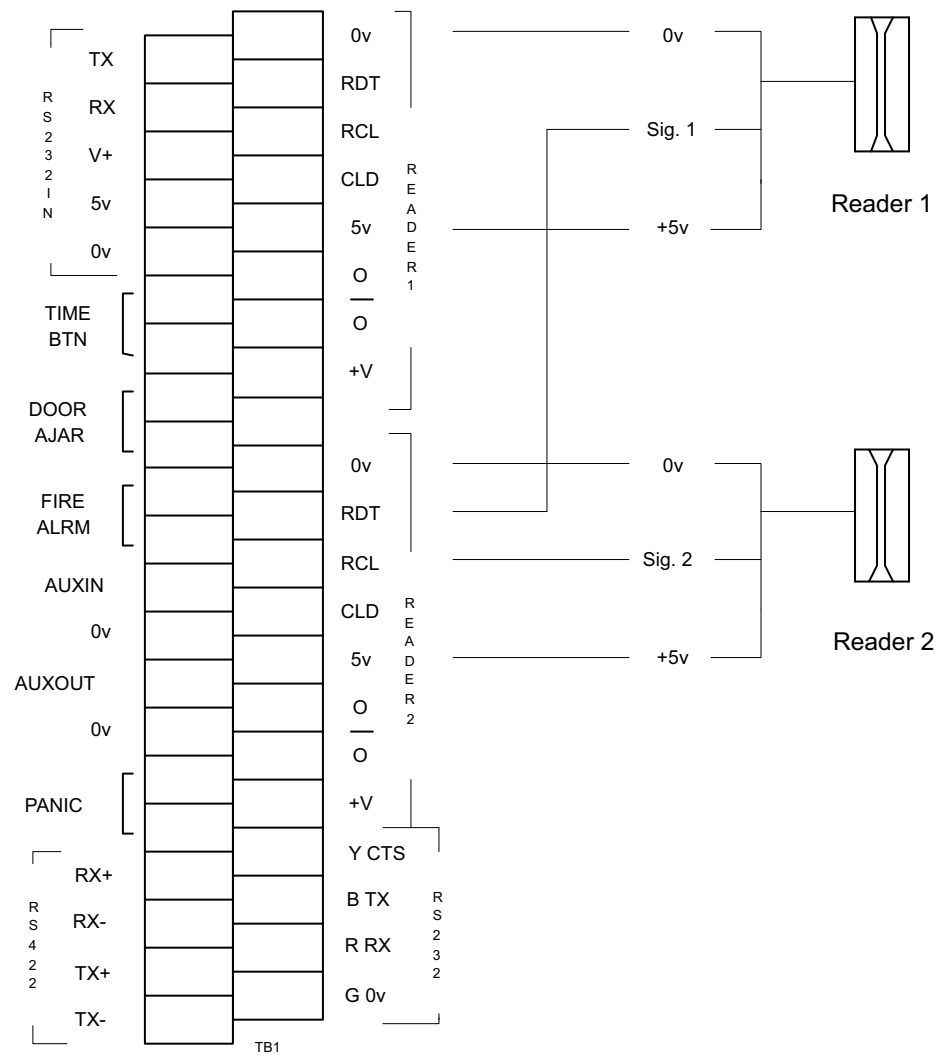 RS232IN
TX
RX
V+
5v
0v
TIME
BTN
DOOR
AJAR
FIRE
ALRM
AUXIN
0v
AUXOUT
0v
PANIC
RS422
RX+
RX-
TX+
TX-
0v
RDT
RCL
CLD
5v
O
O
+V
READER1
0v
RDT
RCL
CLD
5v
O
O
+V
READER2
Y CTS
B TX
R RX
G 0v
RS232
TB1
0v
Sig. 1
+5v
Reader 1
0v
Sig. 2
+5v
Reader 2